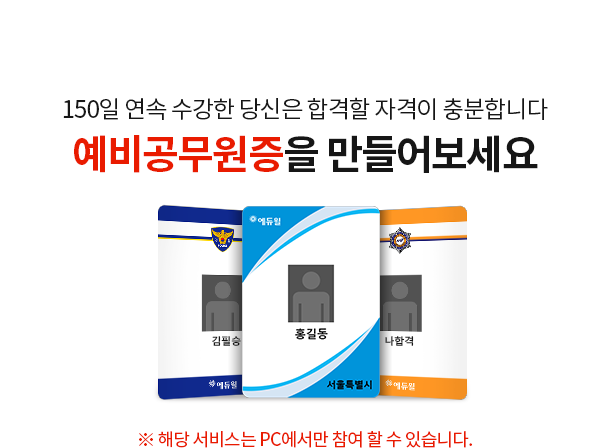 150일 연속 수강한 당신은 합격할 자격이 충분합니다
예비공무원증을 만들어보세요
에듀윌
홍길동
서울특별시
김필승
에듀윌
나합격
에듀윌
※ 해당 서비스는 PC에서만 참여 할 수 있습니다.